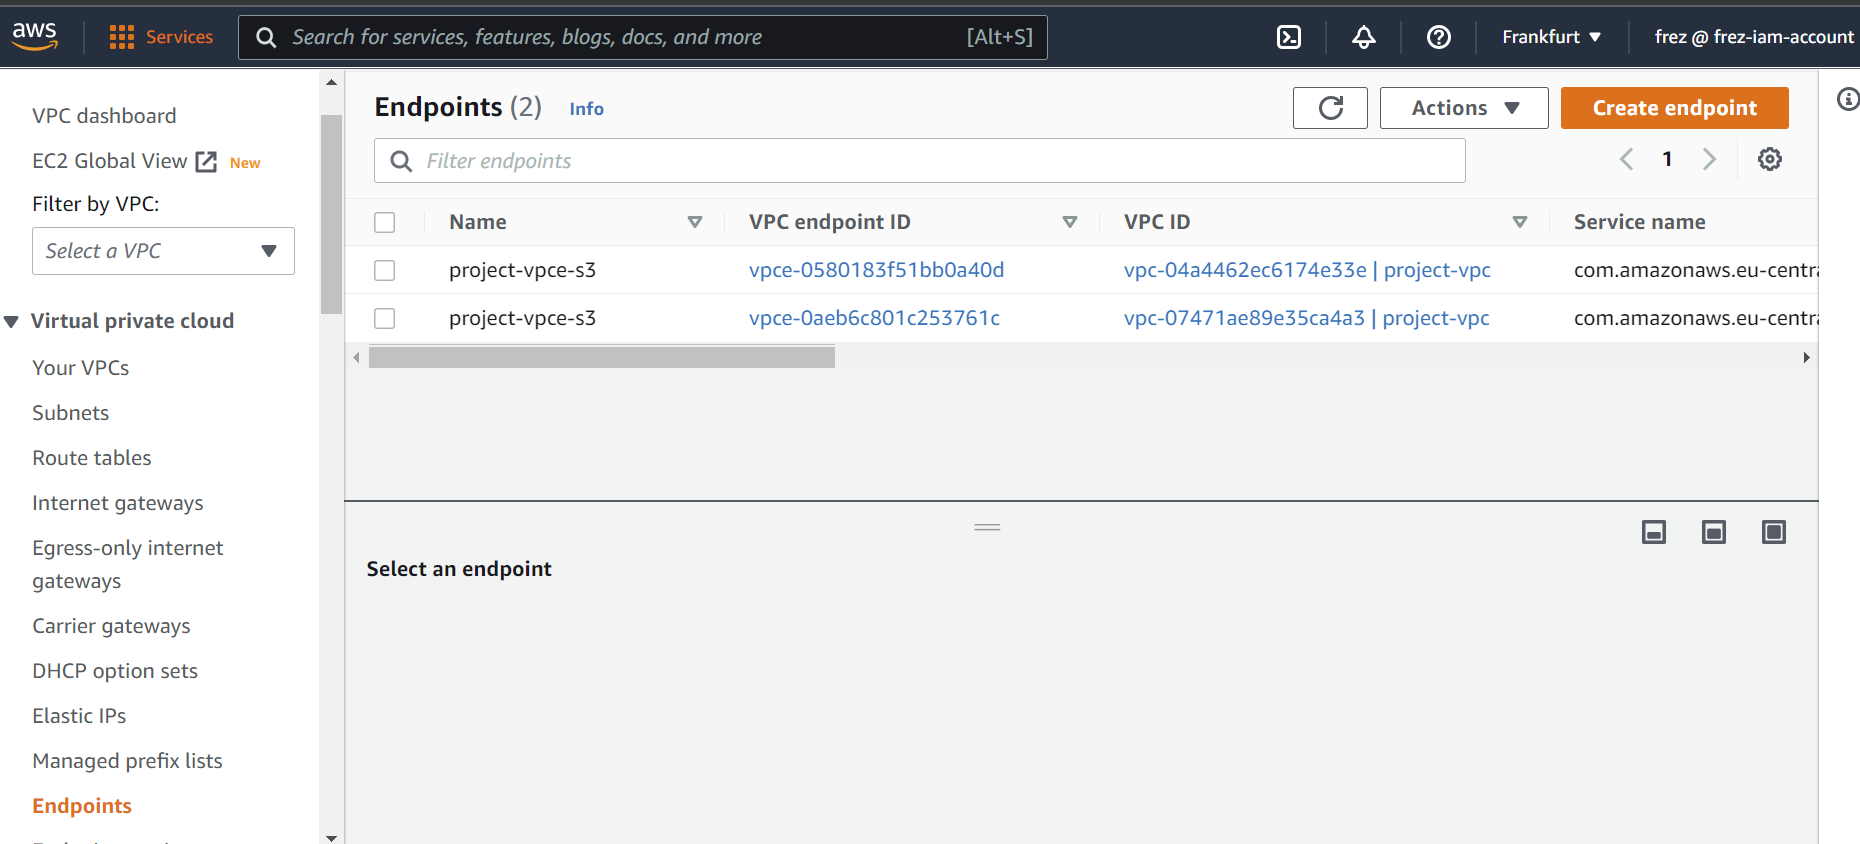 aws Services Search for services, features, blogs, docs, and more [Alt+S] Frankfurt frez @ frez-iam-account
VPC dashboard
EC2 Global View New
Filter by VPC:
Select a VPC
Virtual private cloud
Your VPCs
Subnets
Route tables
Internet gateways
Egress-only internet
gateways
Carrier gateways
DHCP option sets
Elastic IPs
Managed prefix lists
Endpoints
Endpoints (2) Info Actions Create endpoint
Filter endpoints 1
Name VPC endpoint ID VPC ID Service name
project-vpce-s3 vpce-0580183f51bb0a40d vpc-04a4462ec6174e33e | project-vpc com.amazonaws.eu-centra
project-vpce-s3 vpce-0aeb6c801c253761c vpc-07471ae89e35ca4a3 | project-vpc com.amazonaws.eu-centra
Select an endpoint